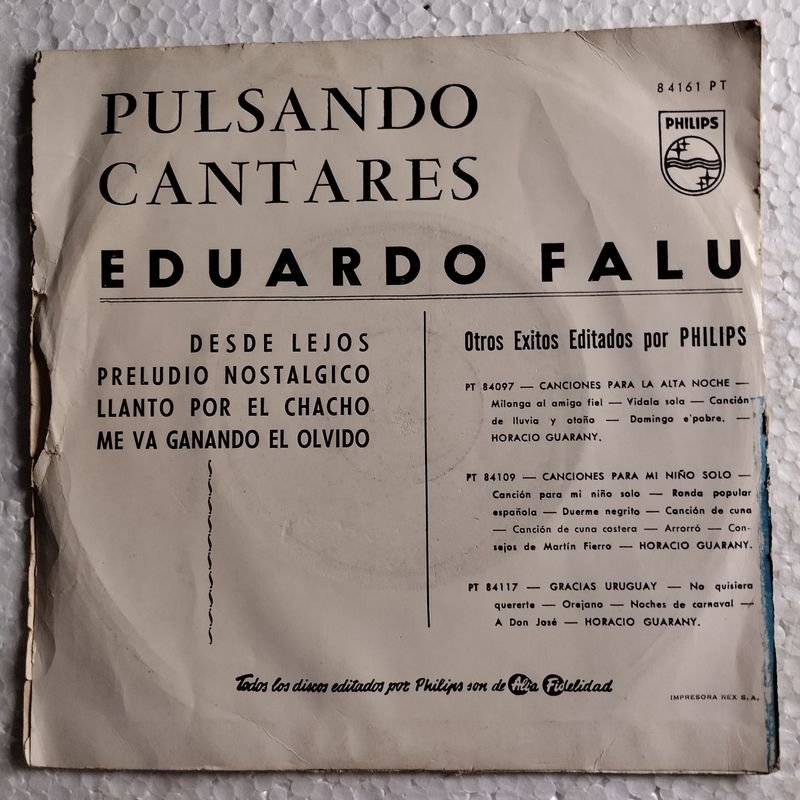 84161 PT
PHILIPS
PULSANDO
CANTARES
EDUARDO FALU
DESDE LEJOS
PRELUDIO NOSTALGICO
LLANTO POR EL CHACHO
ME VA GANANDO EL OLVIDO
Otros Exitos Editados por PHILIPS
PT 84097 — CANCIONES PARA LA ALTA NOCHE —
Milonga al amigo fiel — Vidala sola — Canción
de lluvia y otoño — Domingo e'pobre. —
HORACIO GUARANY.
PT 84109 — CANCIONES PARA MI NIÑO SOLO —
Canción para mi niño solo — Ronda popular
española — Duerme negrito — Canción de cuna
— Canción de cuna costera — Arrorró — Con-
sejos de Martín Fierro — HORACIO GUARANY.
PT 84117 — GRACIAS URUGUAY — No quisiera
quererte — Orejano — Noches de carnaval —
A Don José — HORACIO GUARANY.
Todos los discos editados por Philips son de Alta Fidelidad
IMPRESORA REX S. A.